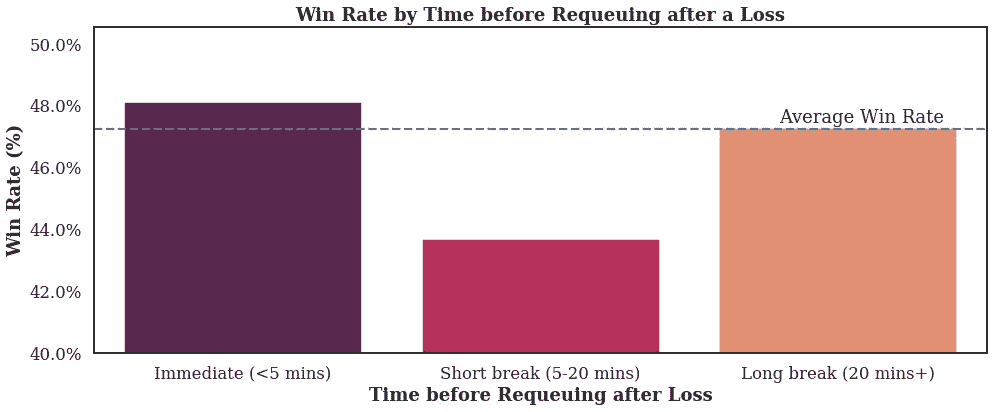 Win Rate by Time before Requeuing after a Loss
50.0%
48.0%
46.0%
44.0%
42.0%
40.0%
Win Rate (%)
Average Win Rate
Immediate (<5 mins)
Short break (5-20 mins)
Long break (20 mins+)
Time before Requeuing after Loss